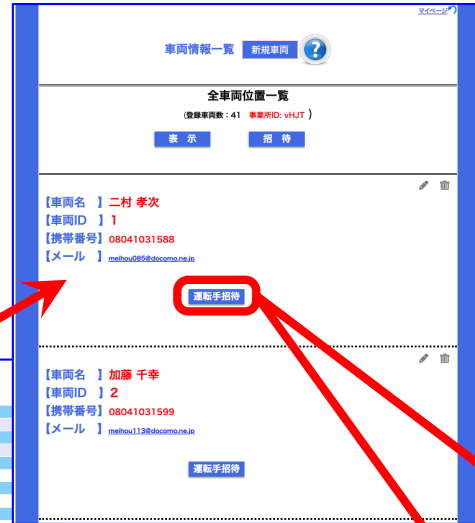 マイページ
車両情報一覧 新規車両 ?
全車両位置一覧
(登録車両数：41 事業所ID: vHJT )
表 示 招 待
【車両名 】二村 孝次
【車両ID 】1
【携帯番号】08041031588
【メール 】meihou085@docomo.ne.jp
運転手招待
【車両名 】加藤 千幸
【車両ID 】2
【携帯番号】08041031599
【メール 】meihou113@docomo.ne.jp
運転手招待